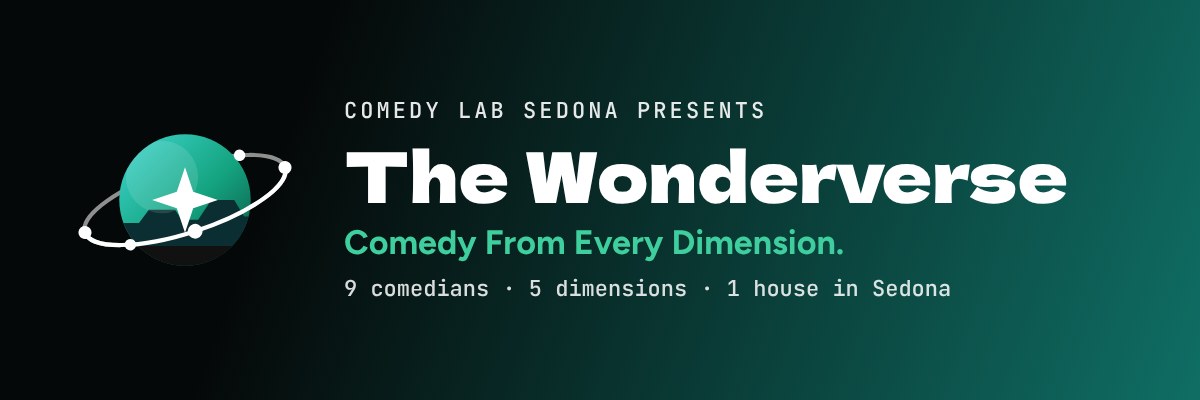 COMEDY LAB SEDONA PRESENTS
The Wonderverse
Comedy From Every Dimension.
9 comedians · 5 dimensions · 1 house in Sedona